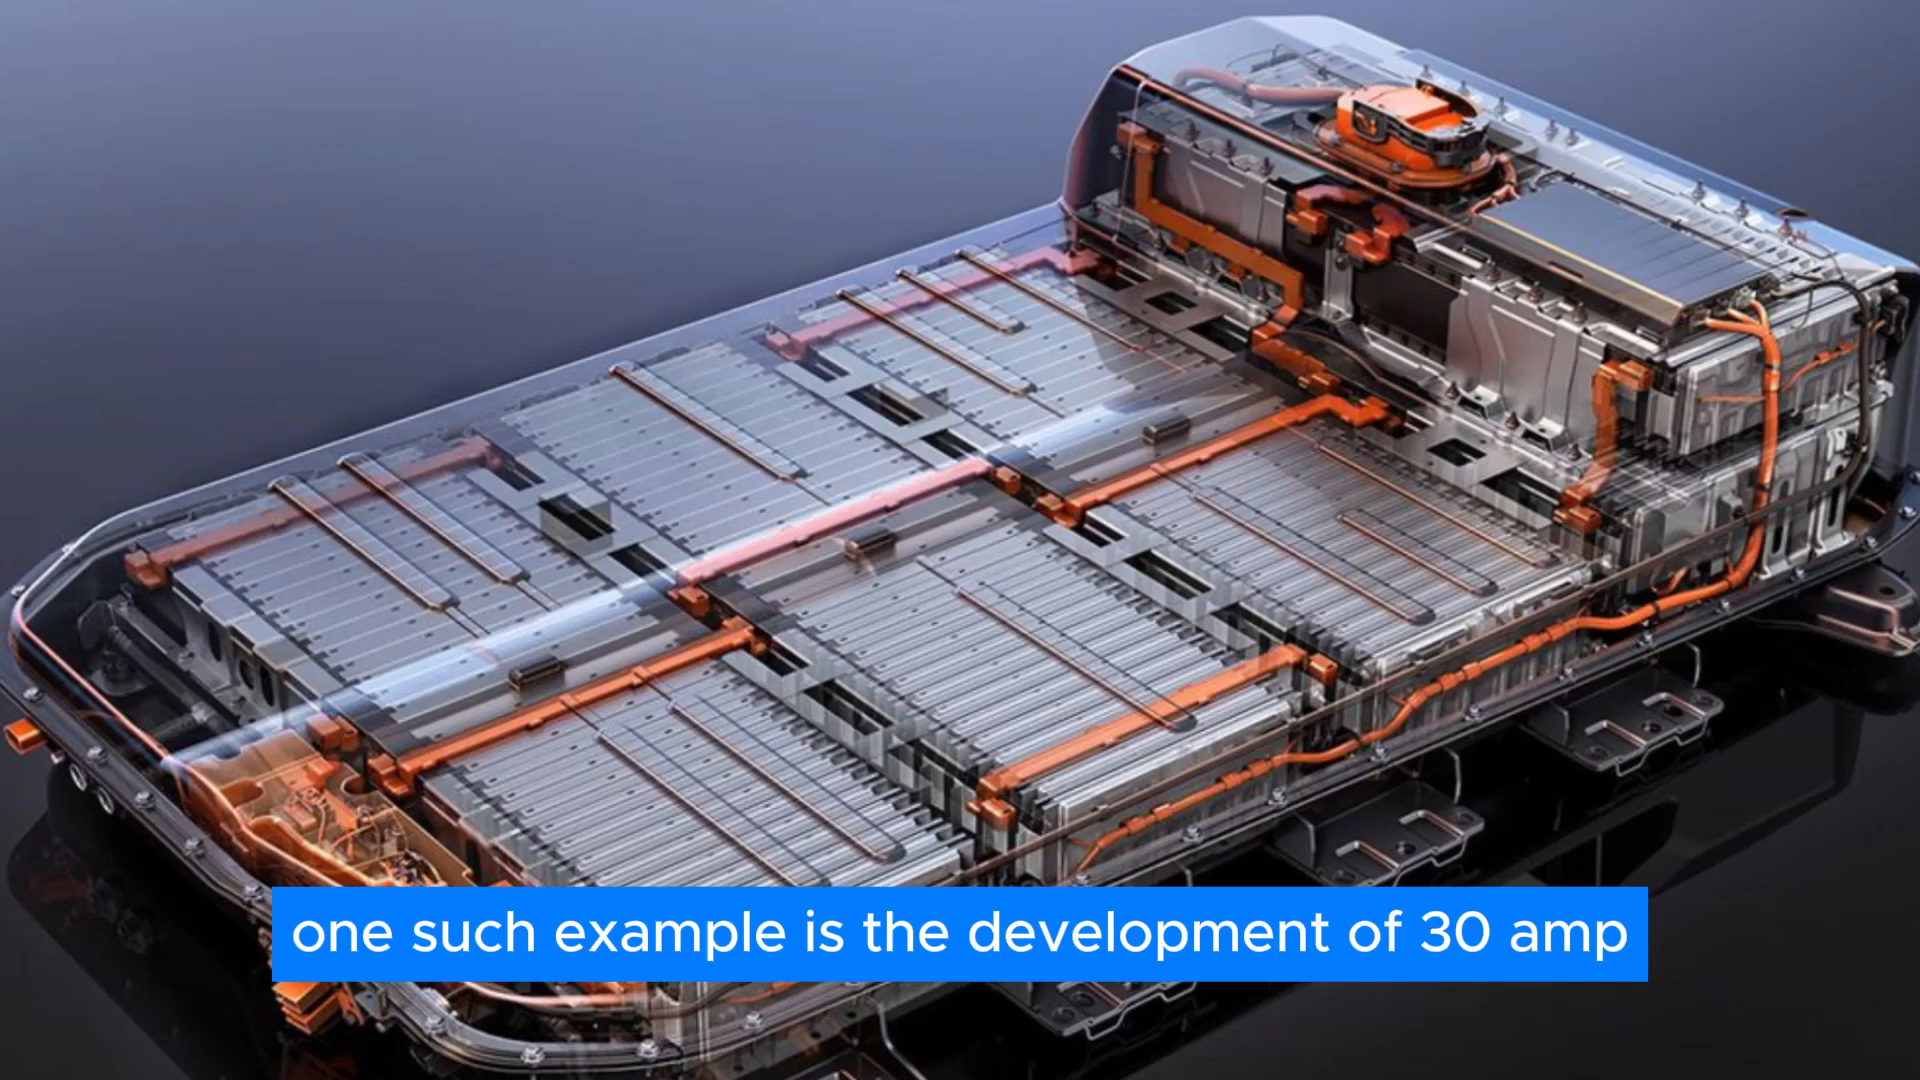 one such example is the development of 30 amp